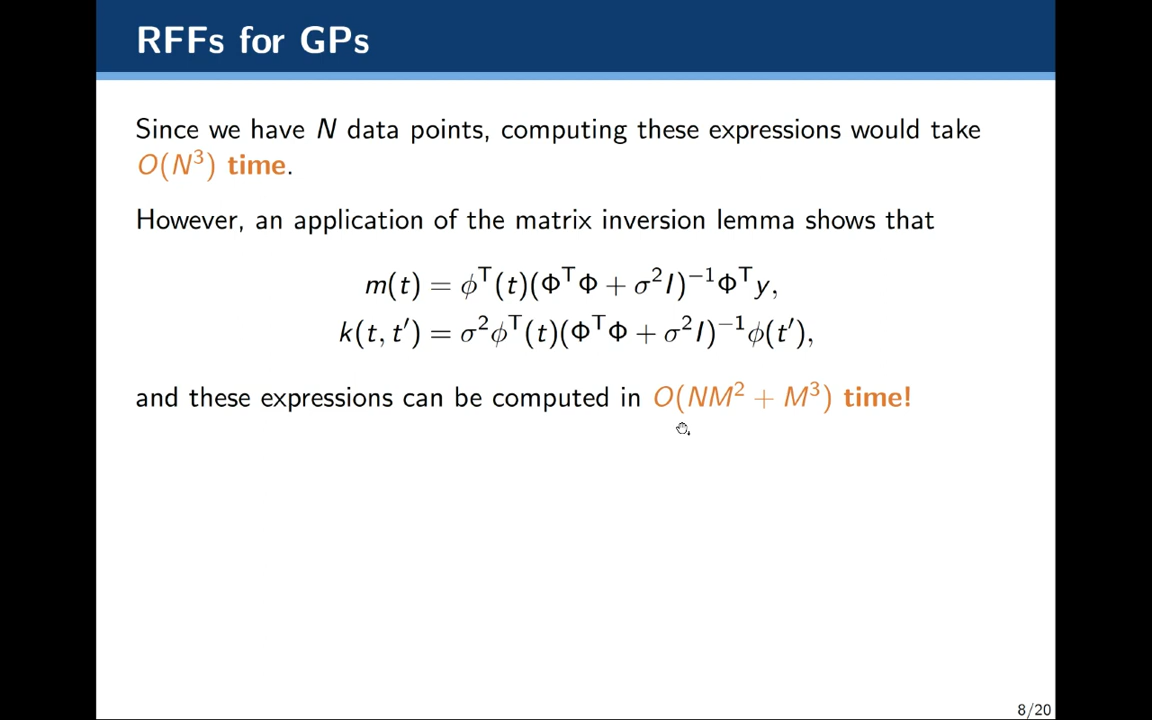 RFFs for GPs
Since we have N data points, computing these expressions would take
O(N³) time.
However, an application of the matrix inversion lemma shows that
m(t) = ϕᵀ(t)(ΦᵀΦ + σ²I)⁻¹Φᵀy,
k(t, t′) = σ²ϕᵀ(t)(ΦᵀΦ + σ²I)⁻¹ϕ(t′),
and these expressions can be computed in O(NM² + M³) time!
8/20